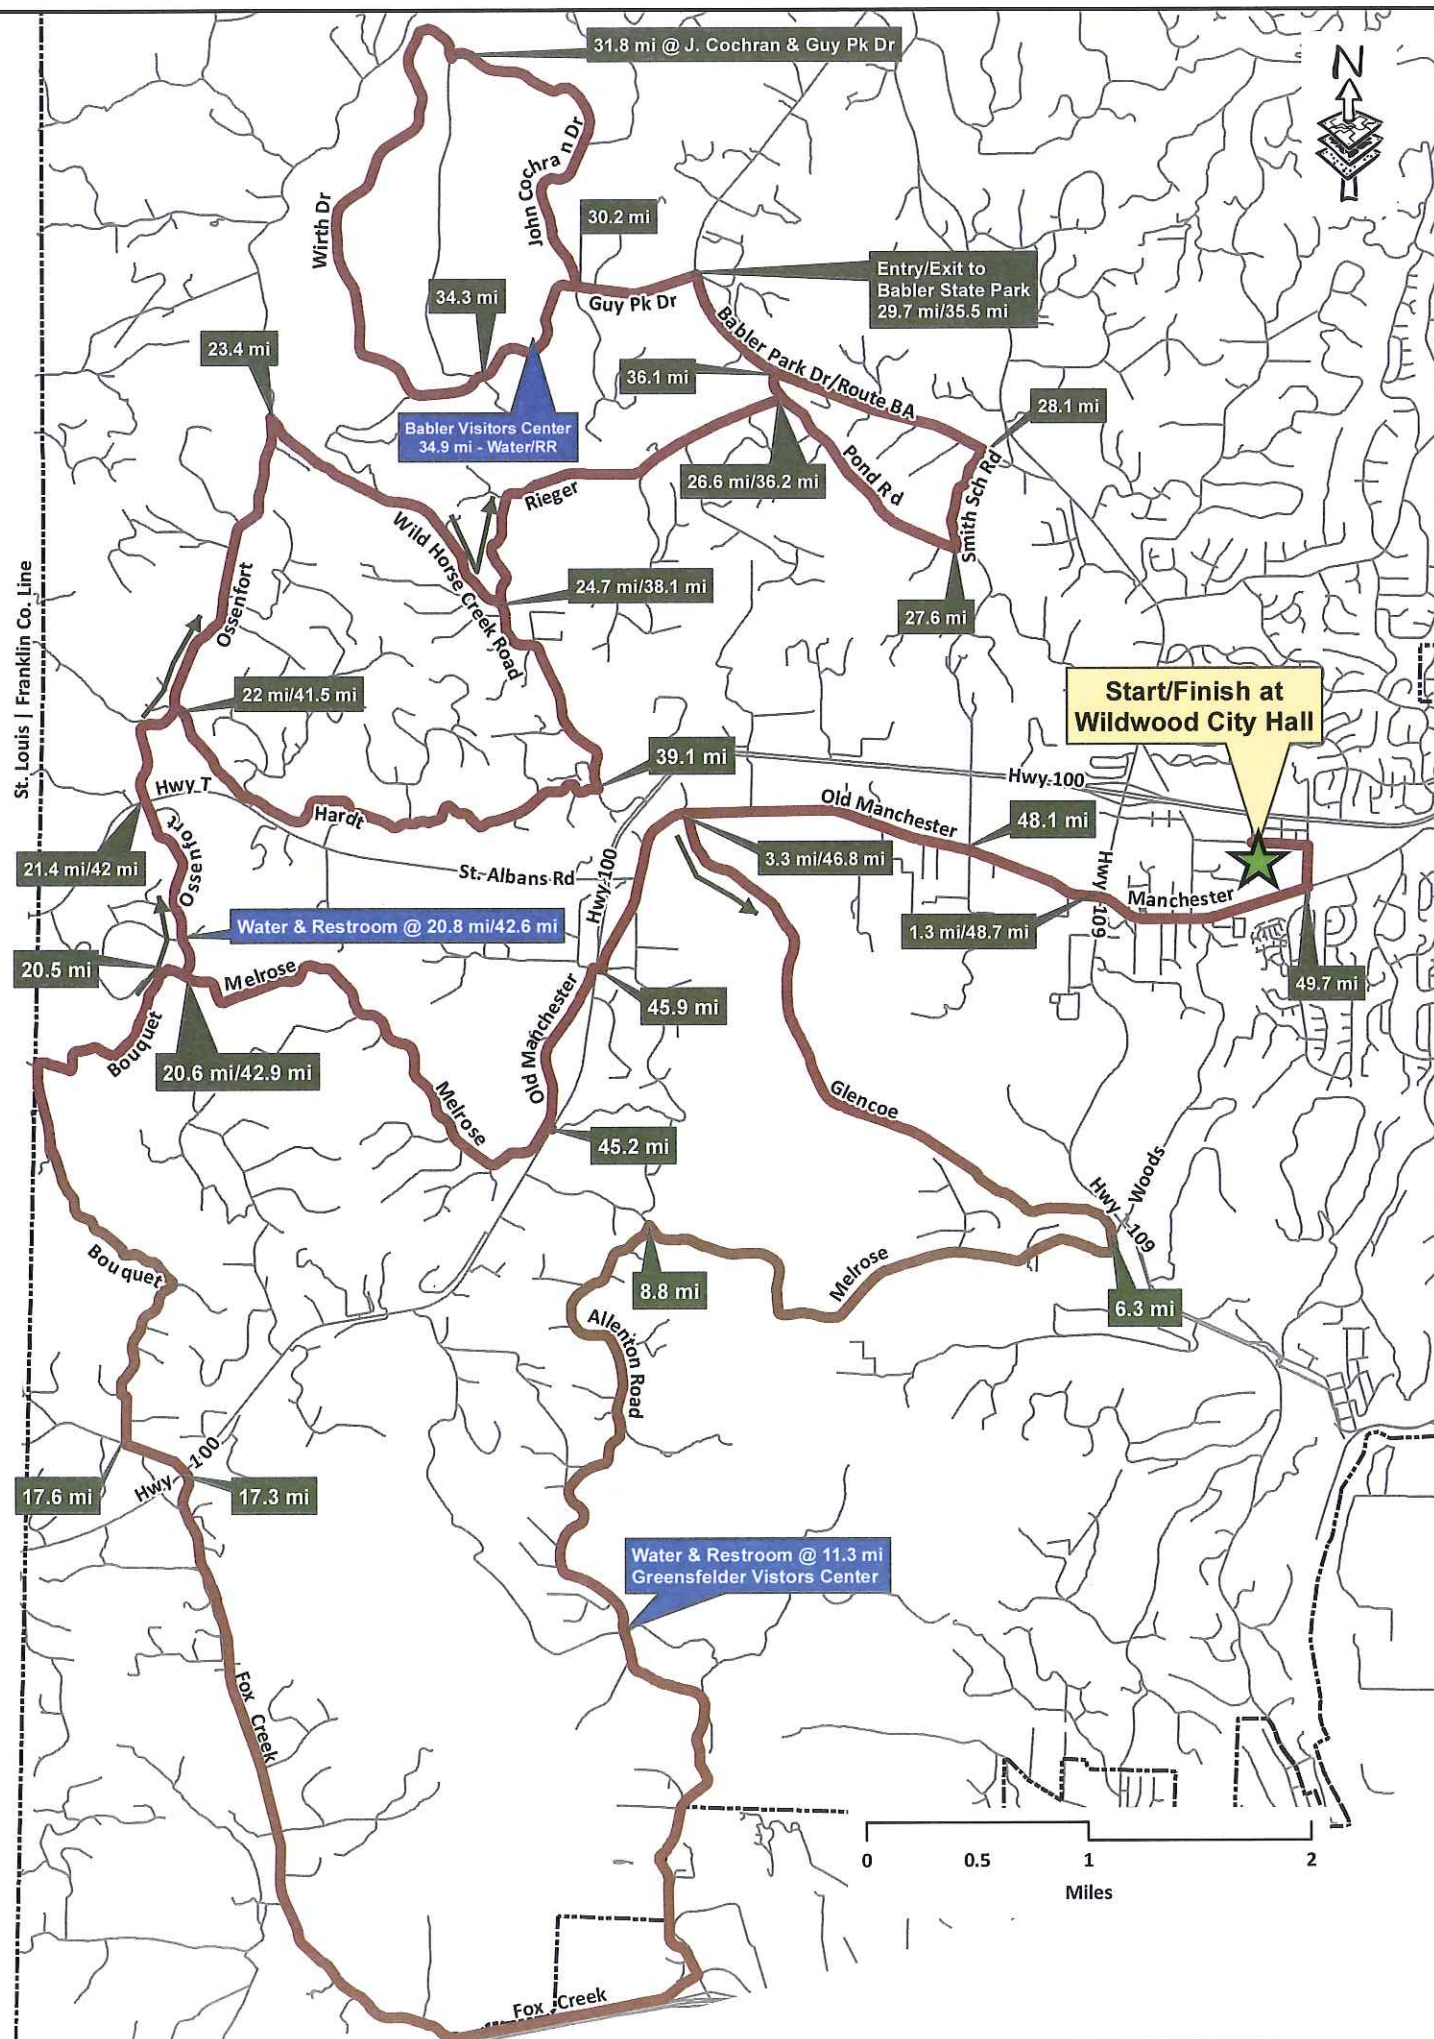 31.8 mi @ J. Cochran & Guy Pk Dr
N
John Cochran Dr
Wirth Dr
30.2 mi
Entry/Exit to
Babler State Park
29.7 mi/35.5 mi
34.3 mi
Guy Pk Dr
23.4 mi
Babler Park Dr/Route BA
36.1 mi
28.1 mi
Babler Visitors Center
34.9 mi - Water/RR
Pond Rd
26.6 mi/36.2 mi
Rieger
Smith Sch Rd
Wild Horse Creek Road
Ossenfort
24.7 mi/38.1 mi
27.6 mi
St. Louis | Franklin Co. Line
22 mi/41.5 mi
Start/Finish at
Wildwood City Hall
39.1 mi
Hwy 100
Hwy T
Old Manchester
Hardt
48.1 mi
Ossenfort
3.3 mi/46.8 mi
21.4 mi/42 mi
St. Albans Rd
Hwy 100
Hwy 109
Manchester
Water & Restroom @ 20.8 mi/42.6 mi
1.3 mi/48.7 mi
20.5 mi
Melrose
49.7 mi
45.9 mi
Old Manchester
Bouquet
20.6 mi/42.9 mi
Melrose
Glencoe
45.2 mi
Woods
Hwy 109
Bouquet
Melrose
8.8 mi
6.3 mi
Allenton Road
Hwy 100
17.6 mi
17.3 mi
Water & Restroom @ 11.3 mi
Greensfelder Vistors Center
Fox Creek
0 0.5 1 2
Miles
Fox Creek